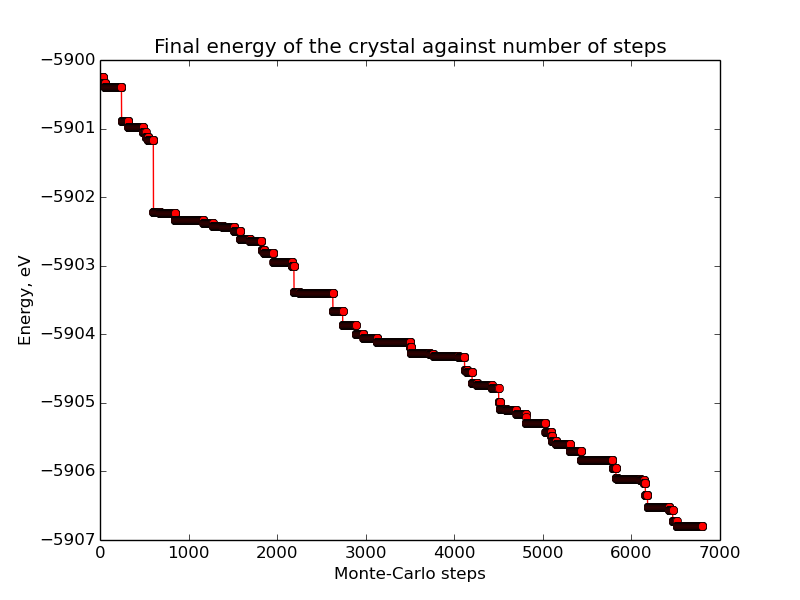 Final energy of the crystal against number of steps
−5900
−5901
−5902
−5903
−5904
−5905
−5906
−5907
Energy, eV
0 1000 2000 3000 4000 5000 6000 7000
Monte-Carlo steps